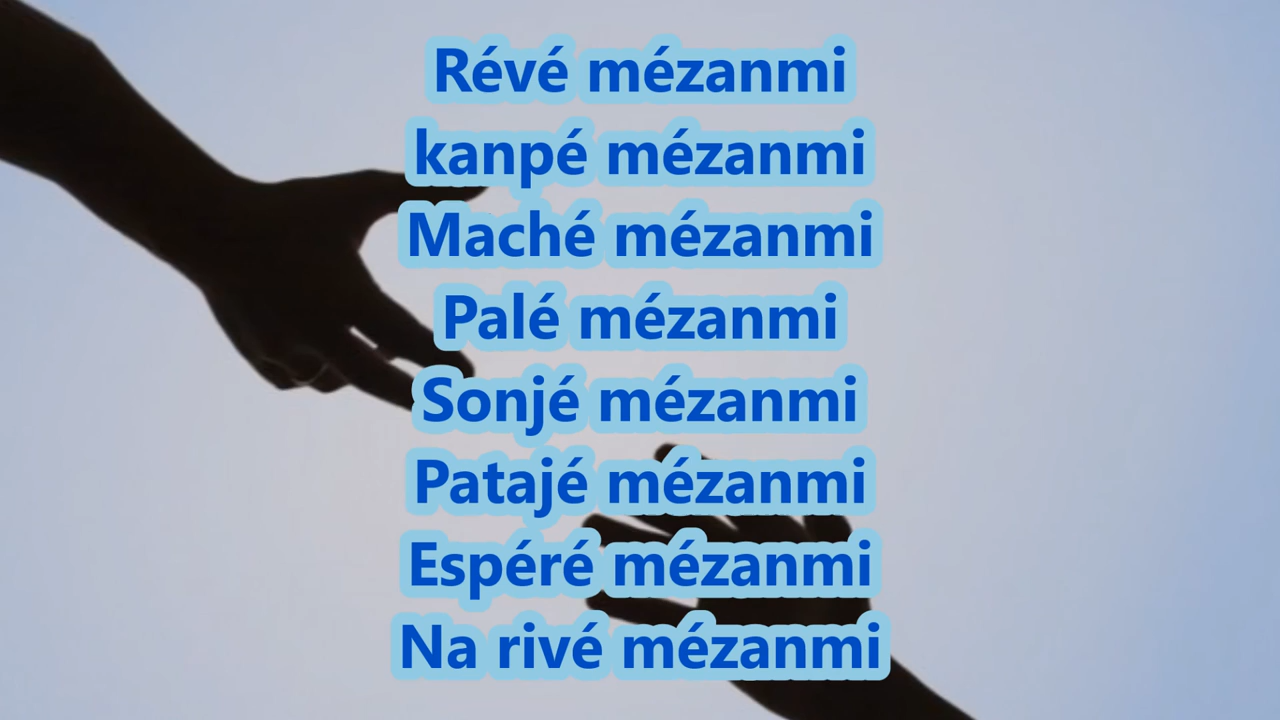 Révé mézanmi
kanpé mézanmi
Maché mézanmi
Palé mézanmi
Sonjé mézanmi
Patajé mézanmi
Espéré mézanmi
Na rivé mézanmi